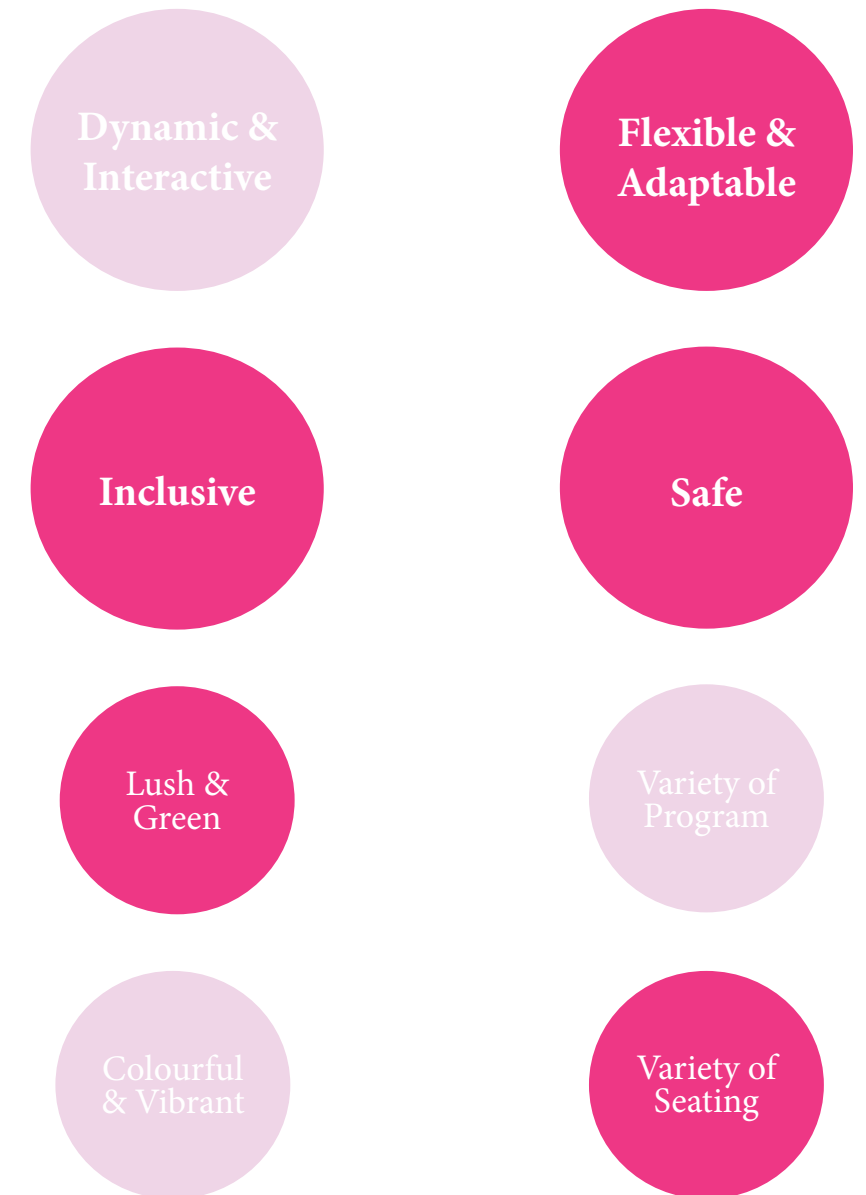 Dynamic &
Interactive
Flexible &
Adaptable
Inclusive
Safe
Lush &
Green
Variety of
Program
Colourful
& Vibrant
Variety of
Seating